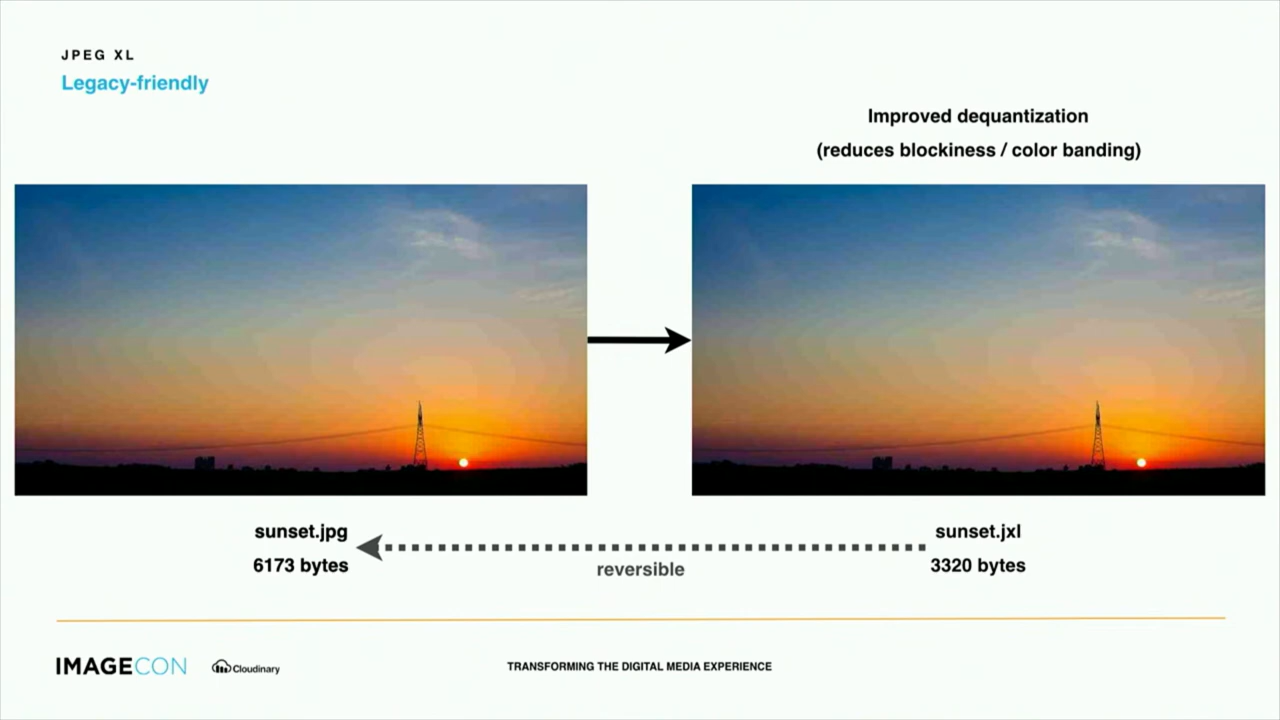 JPEG XL
Legacy-friendly
Improved dequantization
(reduces blockiness / color banding)
sunset.jpg
6173 bytes
reversible
sunset.jxl
3320 bytes
IMAGECON
Cloudinary
TRANSFORMING THE DIGITAL MEDIA EXPERIENCE